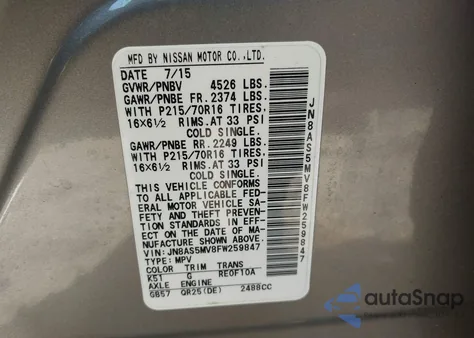 MFD BY NISSAN MOTOR CO.,LTD.
DATE 7/15
GVWR/PNBV 4526 LBS.
GAWR/PNBE FR. 2374 LBS.
WITH P215/70R16 TIRES,
16X6½ RIMS.AT 33 PSI
COLD SINGLE.
GAWR/PNBE RR. 2249 LBS.
WITH P215/70R16 TIRES,
16X6½ RIMS.AT 33 PSI
COLD SINGLE.
THIS VEHICLE CONFORMS
TO ALL APPLICABLE FED-
ERAL MOTOR VEHICLE SA-
FETY AND THEFT PREVEN-
TION STANDARDS IN EFF-
ECT ON THE DATE OF MA-
NUFACTURE SHOWN ABOVE.
VIN:JN8AS5MV8FW259847
TYPE:MPV
COLOR TRIM TRANS
K51 G RE0F10A
AXLE ENGINE
GB57 QR25(DE) 2488CC
JN8AS5MV8FW259847
autoSnap